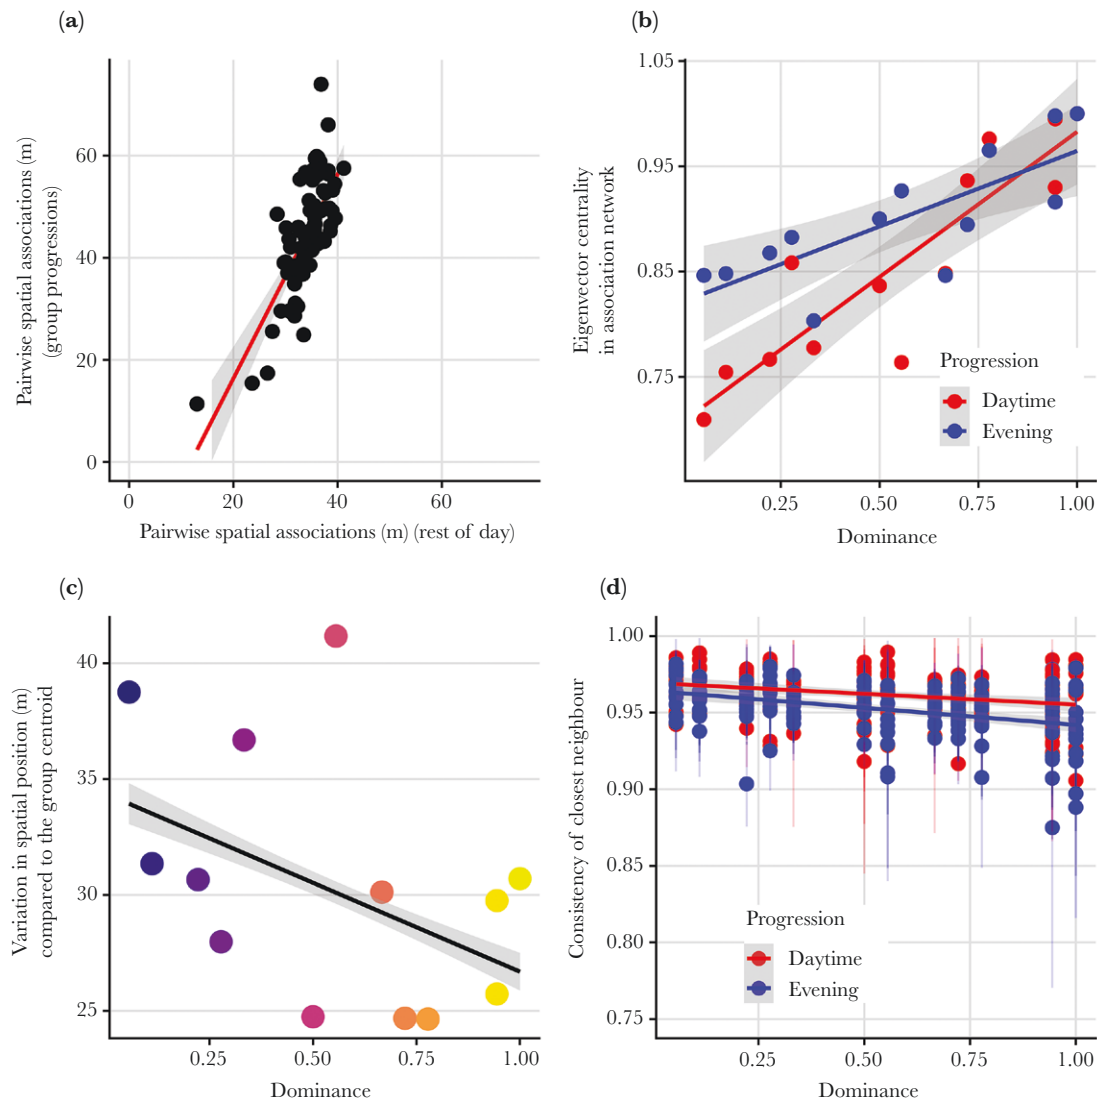 (a)
Pairwise spatial associations (m)
(group progressions)
60
40
20
0
0 20 40 60
Pairwise spatial associations (m) (rest of day)
(b)
Eigenvector centrality
in association network
1.05
0.95
0.85
0.75
Progression
Daytime
Evening
0.25 0.50 0.75 1.00
Dominance
(c)
Variation in spatial position (m)
compared to the group centroid
40
35
30
25
0.25 0.50 0.75 1.00
Dominance
(d)
Consistency of closest neighbour
1.00
0.95
0.90
0.85
0.80
0.75
Progression
Daytime
Evening
0.25 0.50 0.75 1.00
Dominance